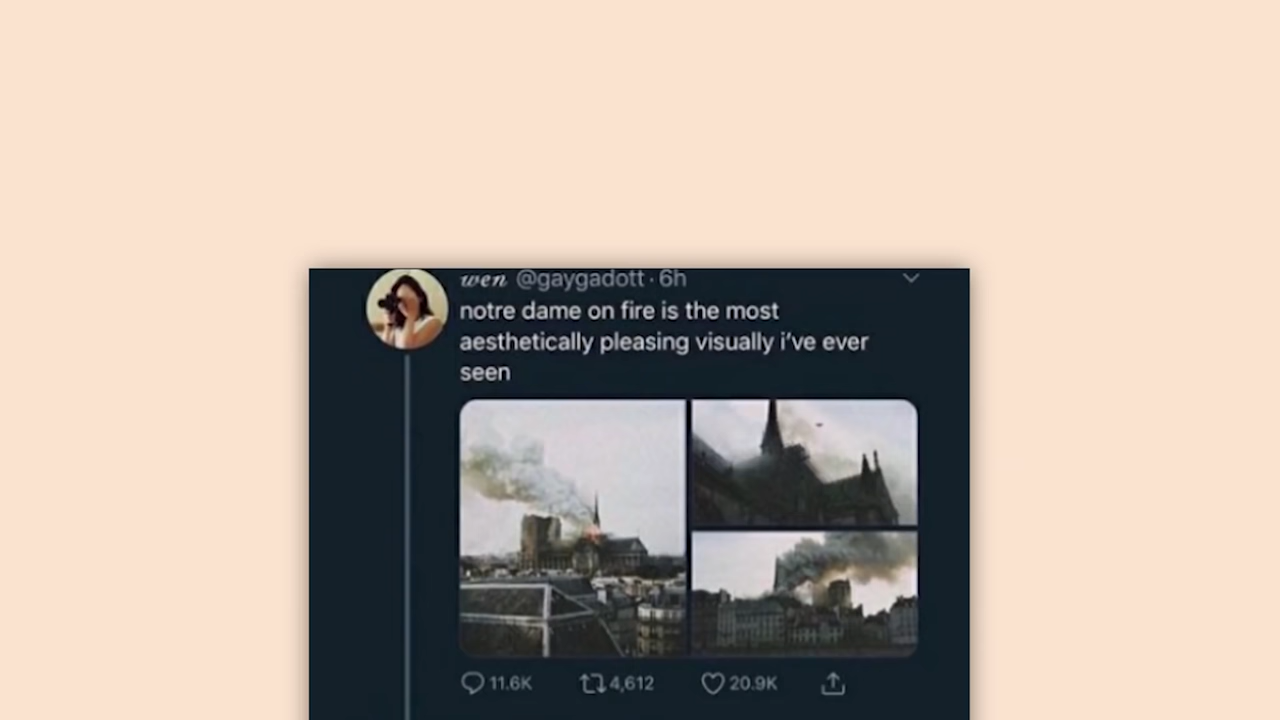 wen @gaygadott · 6h
notre dame on fire is the most
aesthetically pleasing visually i’ve ever
seen
11.6K 4,612 20.9K